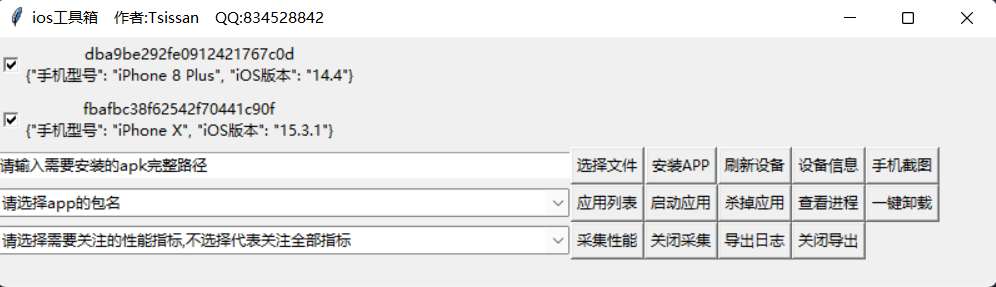 ios工具箱 作者:Tsissan QQ:834528842
dba9be292fe0912421767c0d
{"手机型号": "iPhone 8 Plus", "iOS版本": "14.4"}
fbafbc38f62542f70441c90f
{"手机型号": "iPhone X", "iOS版本": "15.3.1"}
请输入需要安装的apk完整路径 选择文件 安装APP 刷新设备 设备信息 手机截图
请选择app的包名 应用列表 启动应用 杀掉应用 查看进程 一键卸载
请选择需要关注的性能指标,不选择代表关注全部指标 采集性能 关闭采集 导出日志 关闭导出